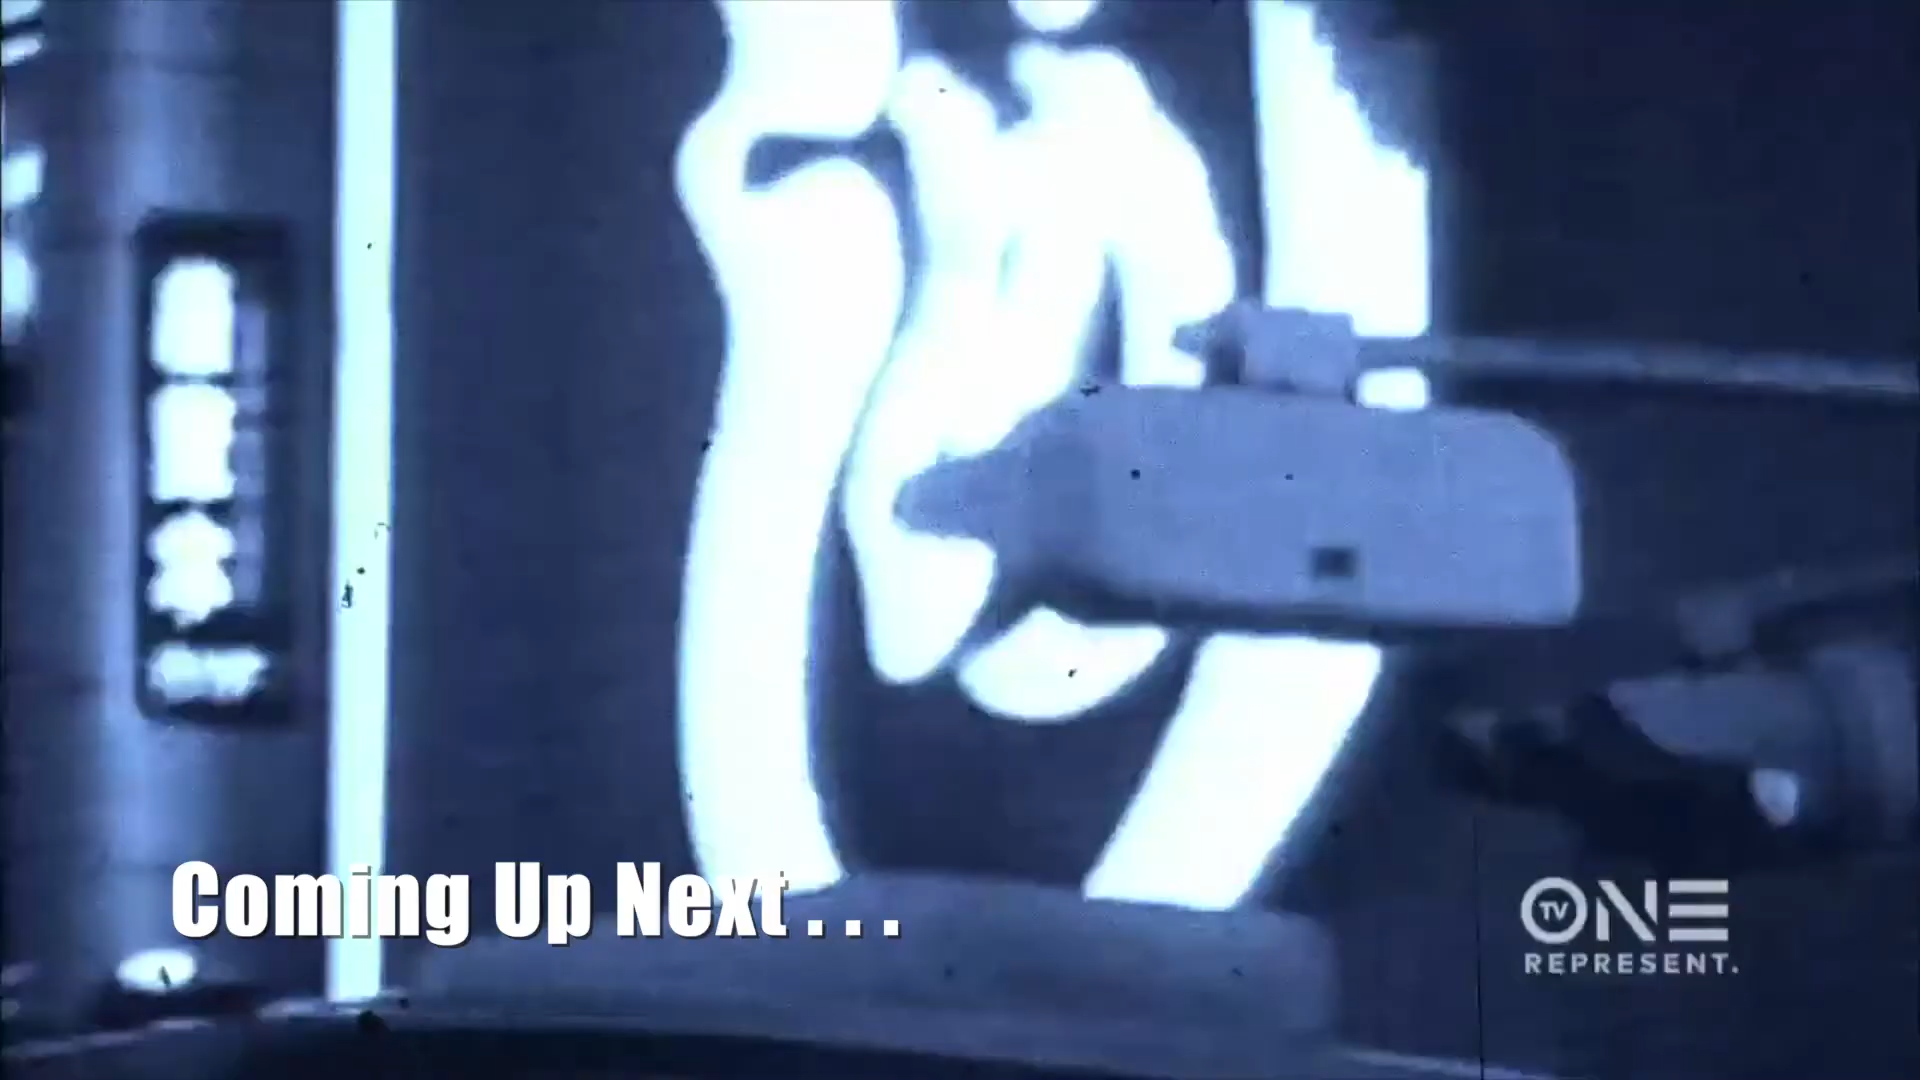 Coming Up Next . . .
TV ONE
REPRESENT.